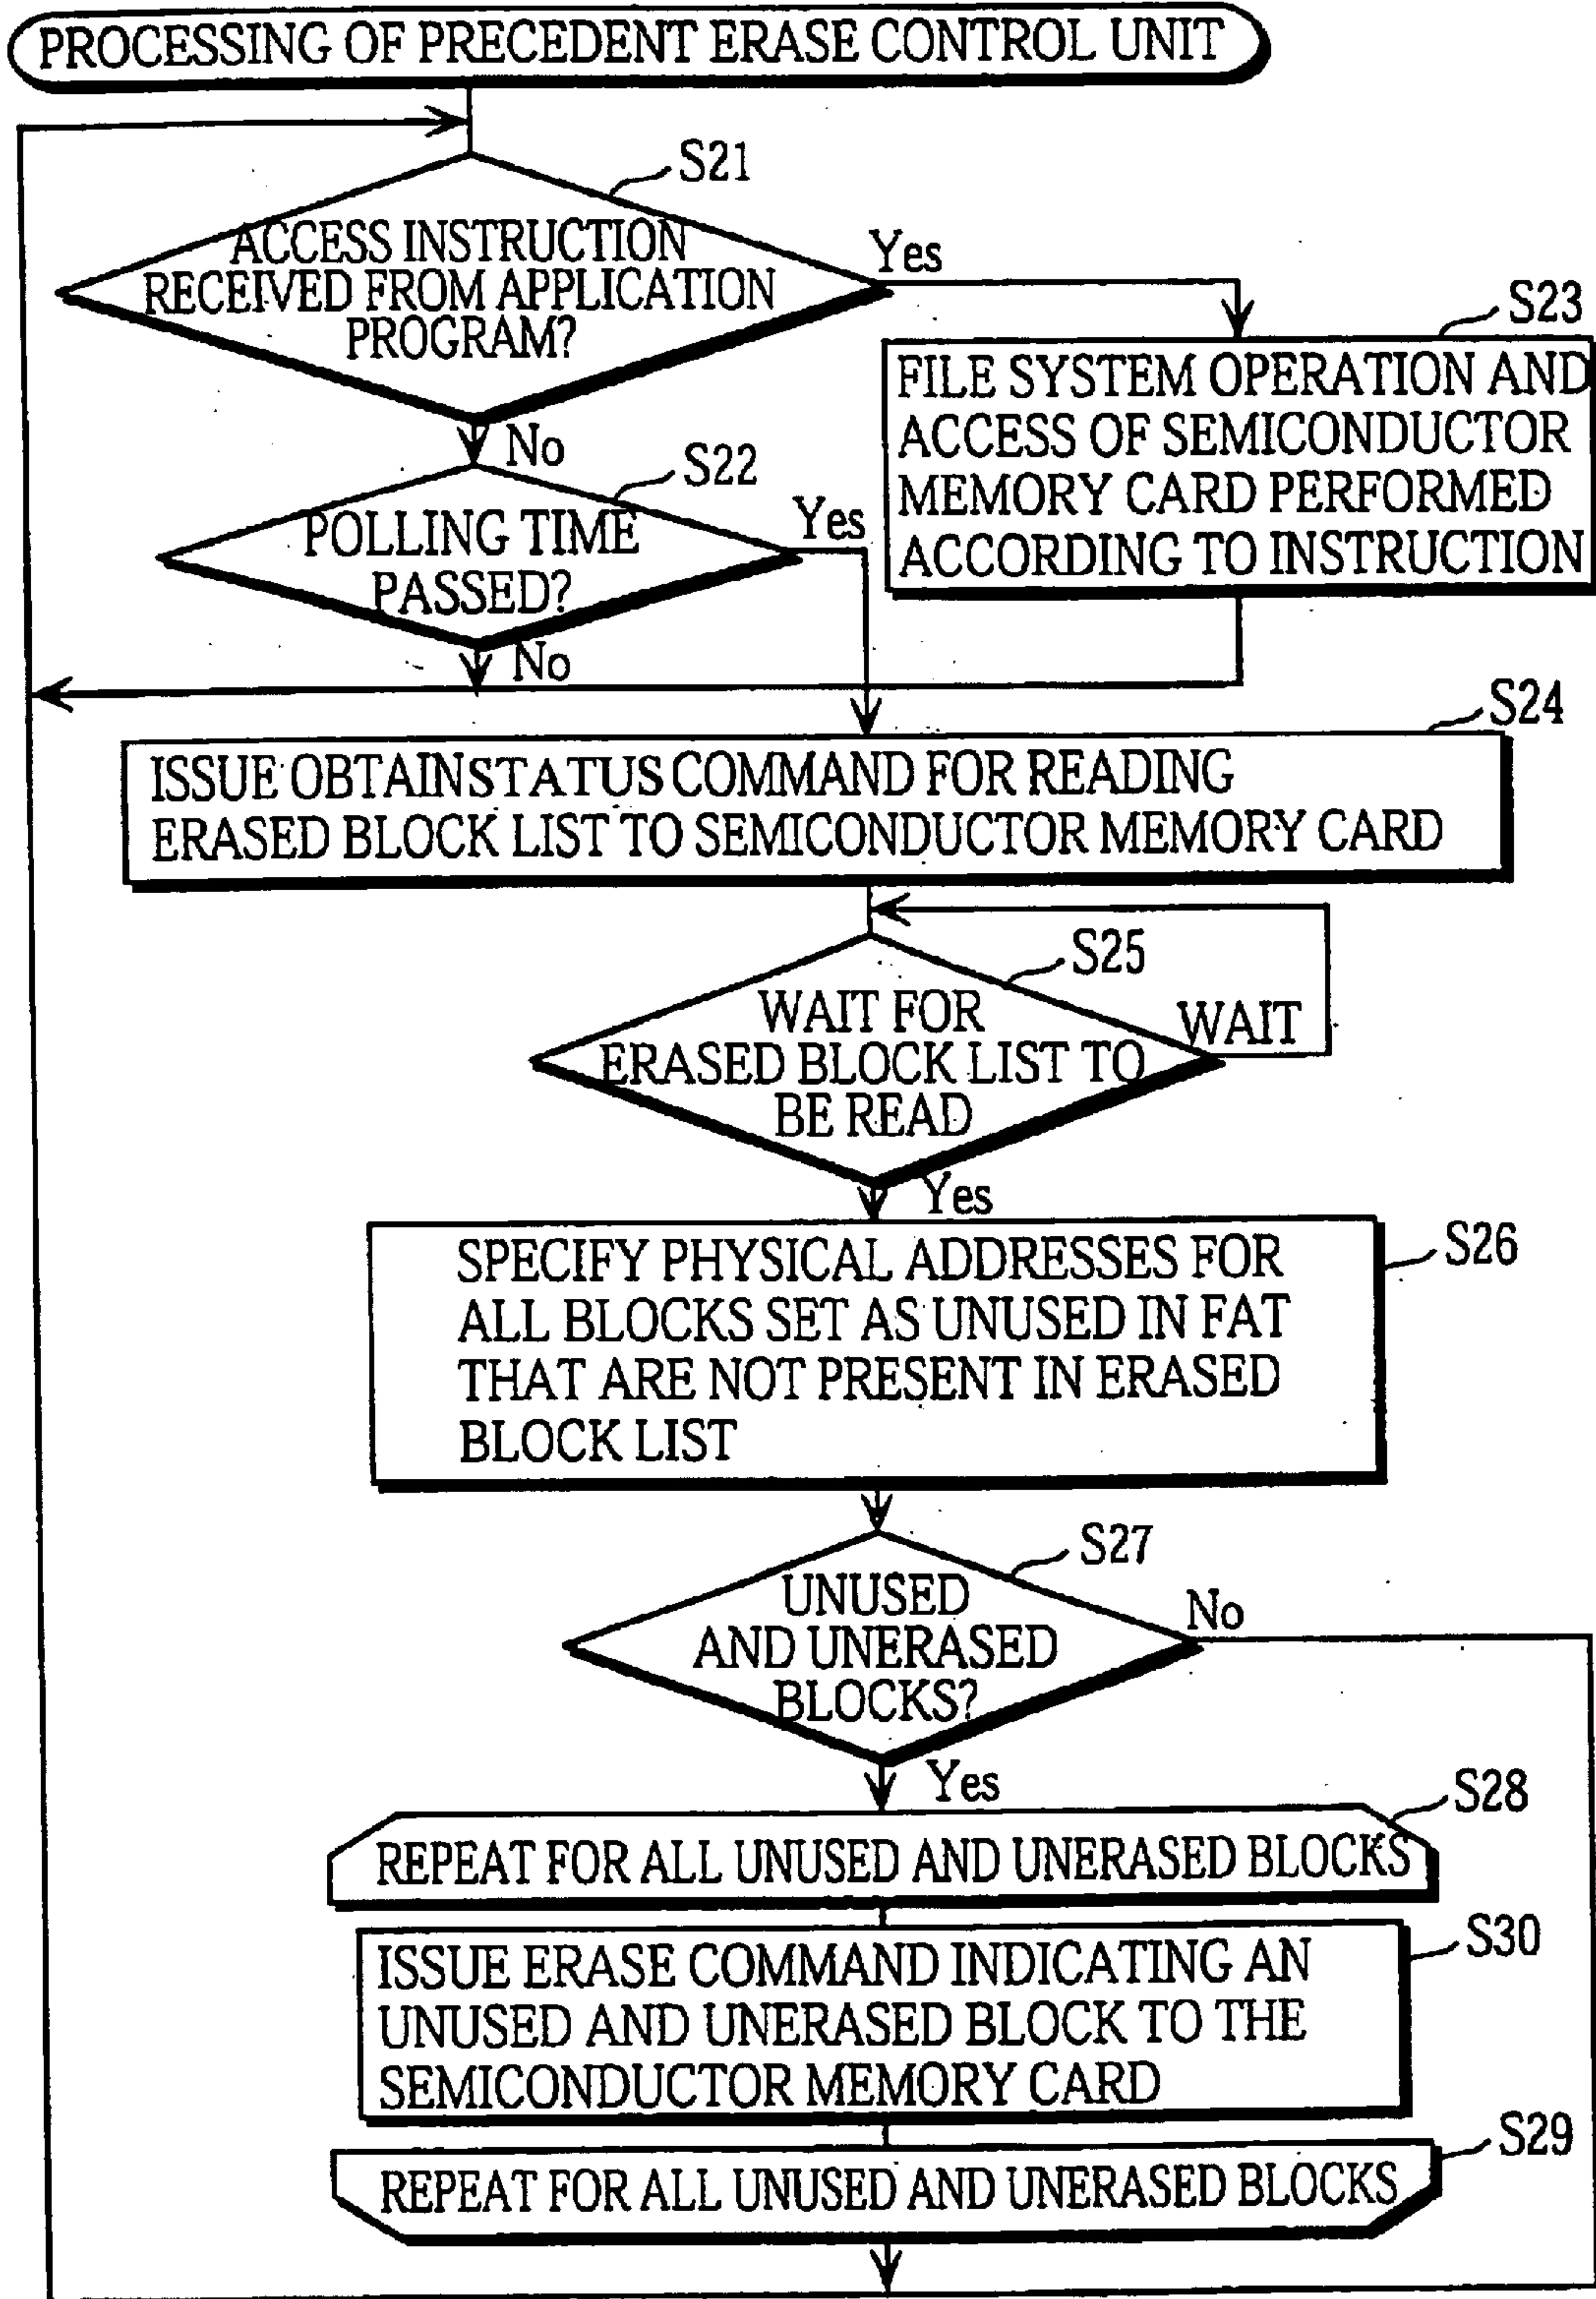 PROCESSING OF PRECEDENT ERASE CONTROL UNIT
S21
ACCESS INSTRUCTION
RECEIVED FROM APPLICATION
PROGRAM?
Yes
No
S23
FILE SYSTEM OPERATION AND
ACCESS OF SEMICONDUCTOR
MEMORY CARD PERFORMED
ACCORDING TO INSTRUCTION
S22
POLLING TIME
PASSED?
Yes
No
S24
ISSUE OBTAIN STATUS COMMAND FOR READING
ERASED BLOCK LIST TO SEMICONDUCTOR MEMORY CARD
S25
WAIT FOR
ERASED BLOCK LIST TO
BE READ
WAIT
Yes
S26
SPECIFY PHYSICAL ADDRESSES FOR
ALL BLOCKS SET AS UNUSED IN FAT
THAT ARE NOT PRESENT IN ERASED
BLOCK LIST
S27
UNUSED
AND UNERASED
BLOCKS?
No
Yes
S28
REPEAT FOR ALL UNUSED AND UNERASED BLOCKS
S30
ISSUE ERASE COMMAND INDICATING AN
UNUSED AND UNERASED BLOCK TO THE
SEMICONDUCTOR MEMORY CARD
S29
REPEAT FOR ALL UNUSED AND UNERASED BLOCKS